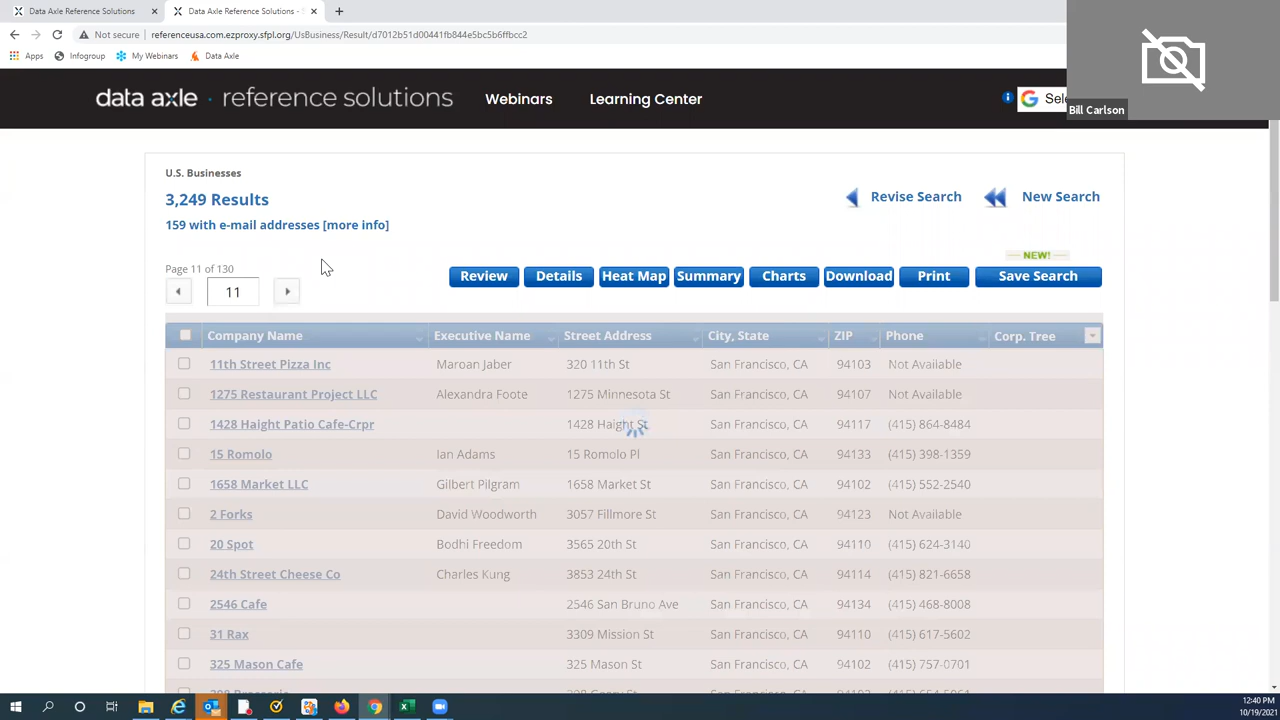 Data Axle Reference Solutions
Data Axle Reference Solutions - S
Not secure
referenceusa.com.ezproxy.sfpl.org/UsBusiness/Result/d7012b51d00441fb844e5bc5b6ffbcc2
Apps
Infogroup
My Webinars
Data Axle
data axle · reference solutions
Webinars
Learning Center
Sel
Bill Carlson
U.S. Businesses
3,249 Results
159 with e-mail addresses [more info]
Revise Search
New Search
Page 11 of 130
11
NEW!
Review
Details
Heat Map
Summary
Charts
Download
Print
Save Search
Company Name Executive Name Street Address City, State ZIP Phone Corp. Tree
11th Street Pizza Inc Maroan Jaber 320 11th St San Francisco, CA 94103 Not Available
1275 Restaurant Project LLC Alexandra Foote 1275 Minnesota St San Francisco, CA 94107 Not Available
1428 Haight Patio Cafe-Crpr 1428 Haight St San Francisco, CA 94117 (415) 864-8484
15 Romolo Ian Adams 15 Romolo Pl San Francisco, CA 94133 (415) 398-1359
1658 Market LLC Gilbert Pilgram 1658 Market St San Francisco, CA 94102 (415) 552-2540
2 Forks David Woodworth 3057 Fillmore St San Francisco, CA 94123 Not Available
20 Spot Bodhi Freedom 3565 20th St San Francisco, CA 94110 (415) 624-3140
24th Street Cheese Co Charles Kung 3853 24th St San Francisco, CA 94114 (415) 821-6658
2546 Cafe 2546 San Bruno Ave San Francisco, CA 94134 (415) 468-8008
31 Rax 3309 Mission St San Francisco, CA 94110 (415) 617-5602
325 Mason Cafe 325 Mason St San Francisco, CA 94102 (415) 757-0701
12:40 PM
10/19/2021